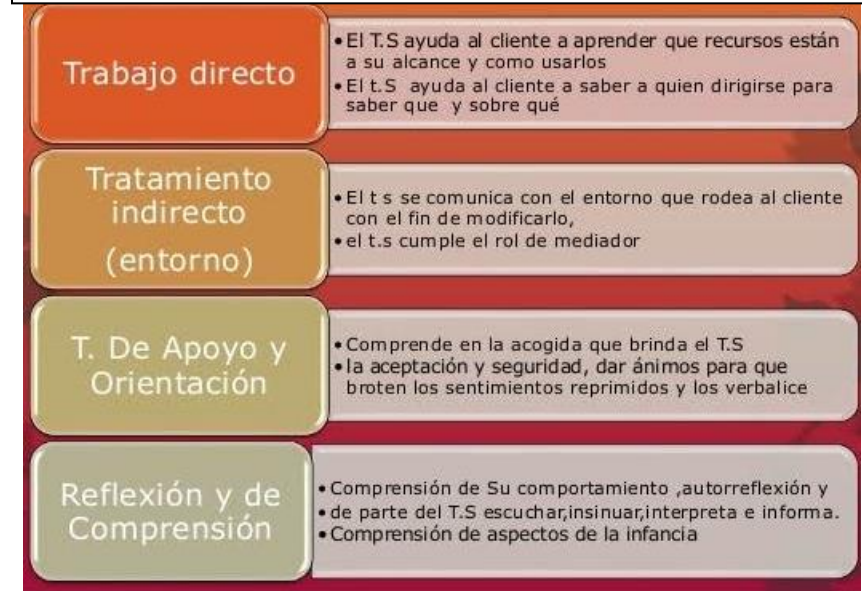 Trabajo directo
•El T.S ayuda al cliente a aprender que recursos están
a su alcance y como usarlos
•El t.S ayuda al cliente a saber a quien dirigirse para
saber que y sobre qué
Tratamiento
indirecto
(entorno)
•El t s se comunica con el entorno que rodea al cliente
con el fin de modificarlo,
•el t.s cumple el rol de mediador
T. De Apoyo y
Orientación
•Comprende en la acogida que brinda el T.S
•la aceptación y seguridad, dar ánimos para que
broten los sentimientos reprimidos y los verbalice
Reflexión y de
Comprensión
•Comprensión de Su comportamiento ,autorreflexión y
•de parte del T.S escuchar,insinuar,interpreta e informa.
•Comprensión de aspectos de la infancia